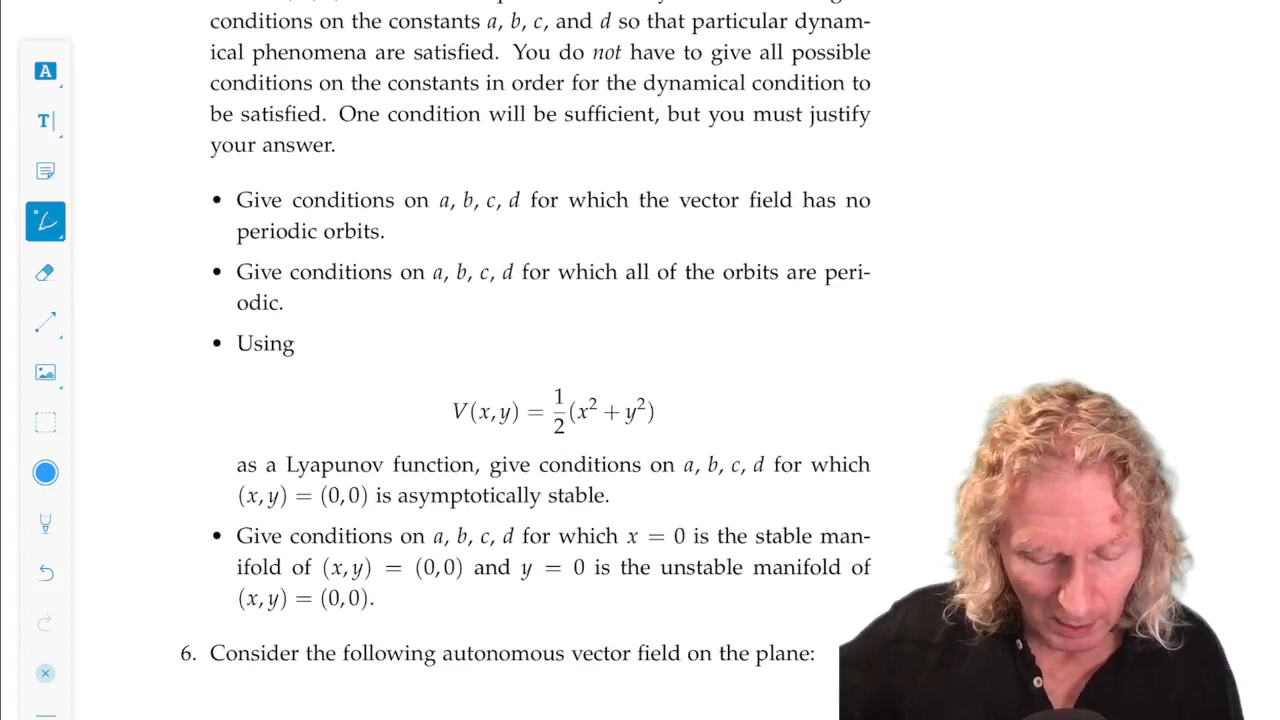 conditions on the constants a, b, c, and d so that particular dynam-
ical phenomena are satisfied. You do not have to give all possible
conditions on the constants in order for the dynamical condition to
be satisfied. One condition will be sufficient, but you must justify
your answer.
• Give conditions on a, b, c, d for which the vector field has no
periodic orbits.
• Give conditions on a, b, c, d for which all of the orbits are peri-
odic.
• Using
V(x, y) = 1/2 (x² + y²)
as a Lyapunov function, give conditions on a, b, c, d for which
(x, y) = (0, 0) is asymptotically stable.
• Give conditions on a, b, c, d for which x = 0 is the stable man-
ifold of (x, y) = (0, 0) and y = 0 is the unstable manifold of
(x, y) = (0, 0).
6. Consider the following autonomous vector field on the plane:
A
T